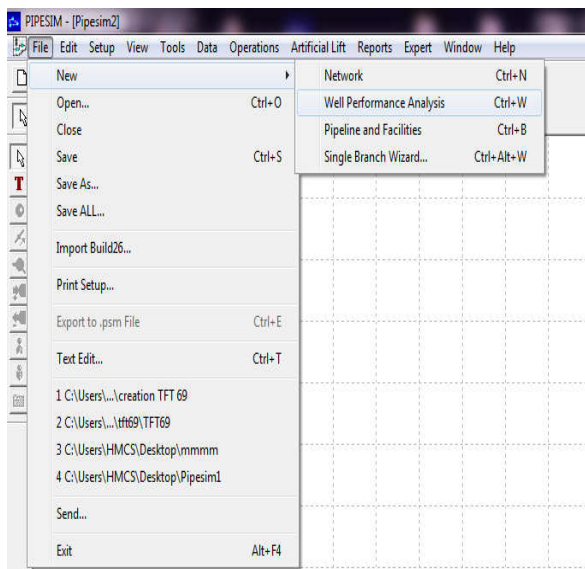 PIPESIM - [Pipesim2]
File Edit Setup View Tools Data Operations Artificial Lift Reports Expert Window Help
New
Network Ctrl+N
Open... Ctrl+O
Well Performance Analysis Ctrl+W
Close
Pipeline and Facilities Ctrl+B
Save Ctrl+S
Single Branch Wizard... Ctrl+Alt+W
Save As...
T
Save ALL...
Import Build26...
Print Setup...
Export to .psm File Ctrl+E
Text Edit... Ctrl+T
1 C:\Users\...\creation TFT 69
2 C:\Users\...\tft69\TFT69
3 C:\Users\HMCS\Desktop\mmmm
4 C:\Users\HMCS\Desktop\Pipesim1
Send...
Exit Alt+F4